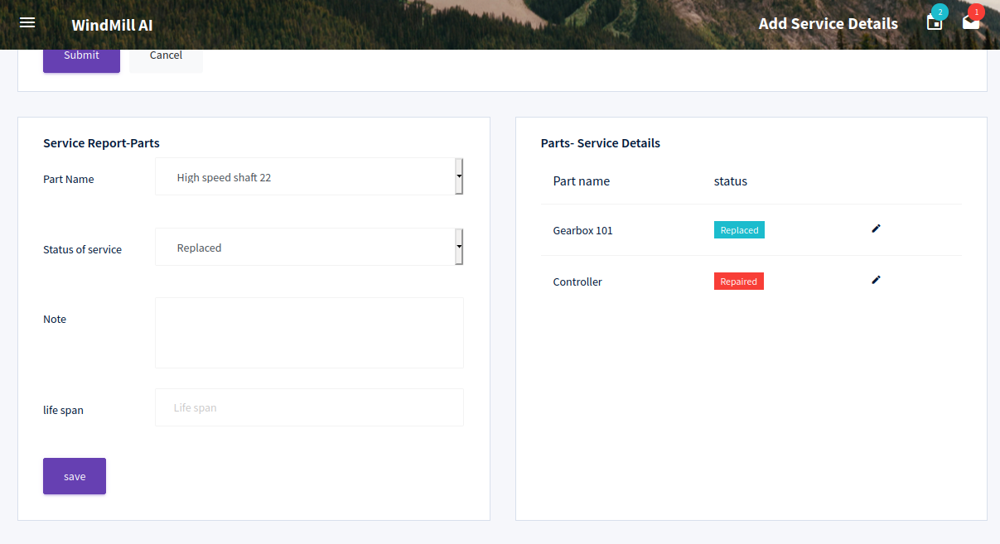 WindMill AI
Add Service Details
2
1
Submit
Cancel
Service Report-Parts
Part Name
High speed shaft 22
Status of service
Replaced
Note
life span
Life span
save
Parts- Service Details
Part name status
Gearbox 101 Replaced
Controller Repaired